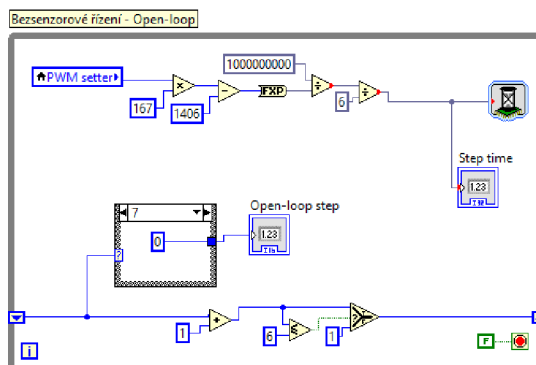 Bezsenzorové řízení - Open-loop
PWM setter
1000000000
167
1406
FXP
6
Step time
1.23
7
Open-loop step
0
1.23
?
1
6
1
F
i